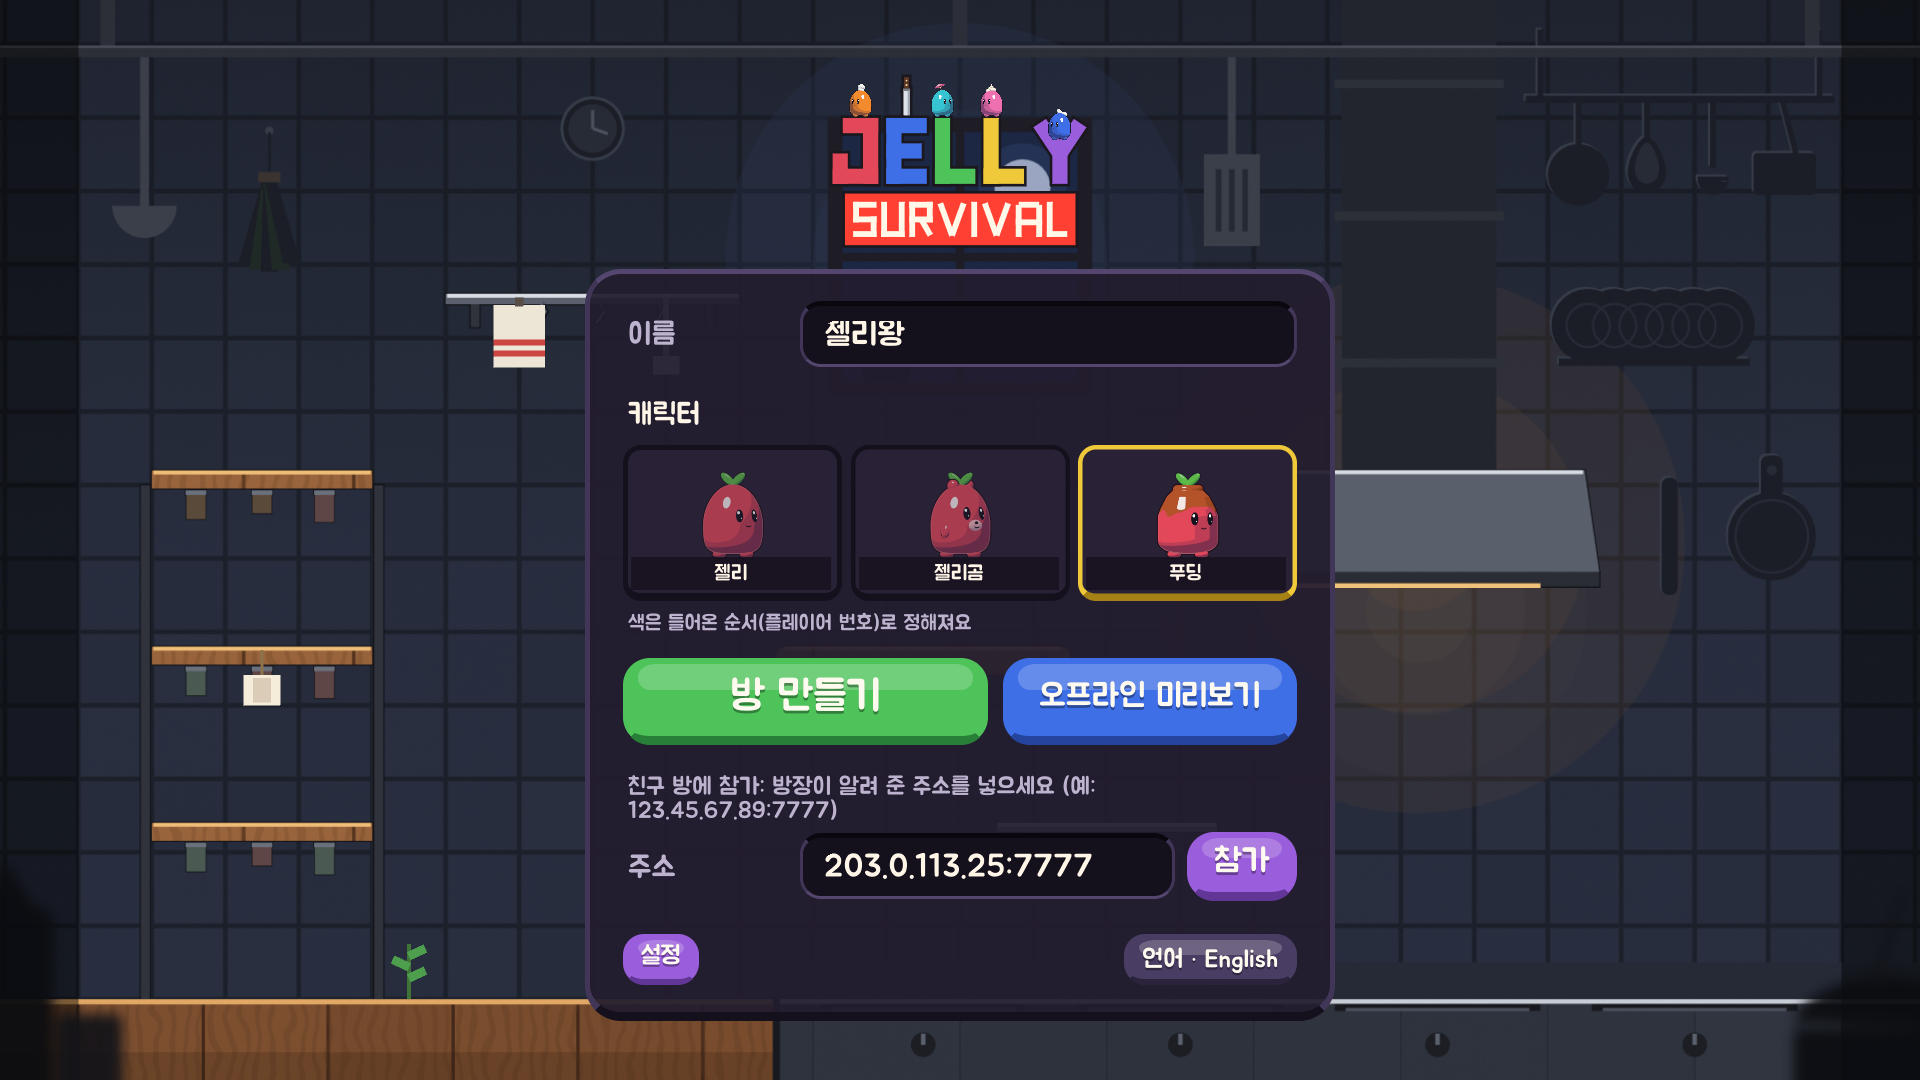 JELLY
SURVIVAL
이름
젤리왕
캐릭터
젤리
젤리곰
푸딩
색은 들어온 순서(플레이어 번호)로 정해져요
방 만들기
오프라인 미리보기
친구 방에 참가: 방장이 알려 준 주소를 넣으세요 (예:
123.45.67.89:7777)
주소
203.0.113.25:7777
참가
설정
언어 · English